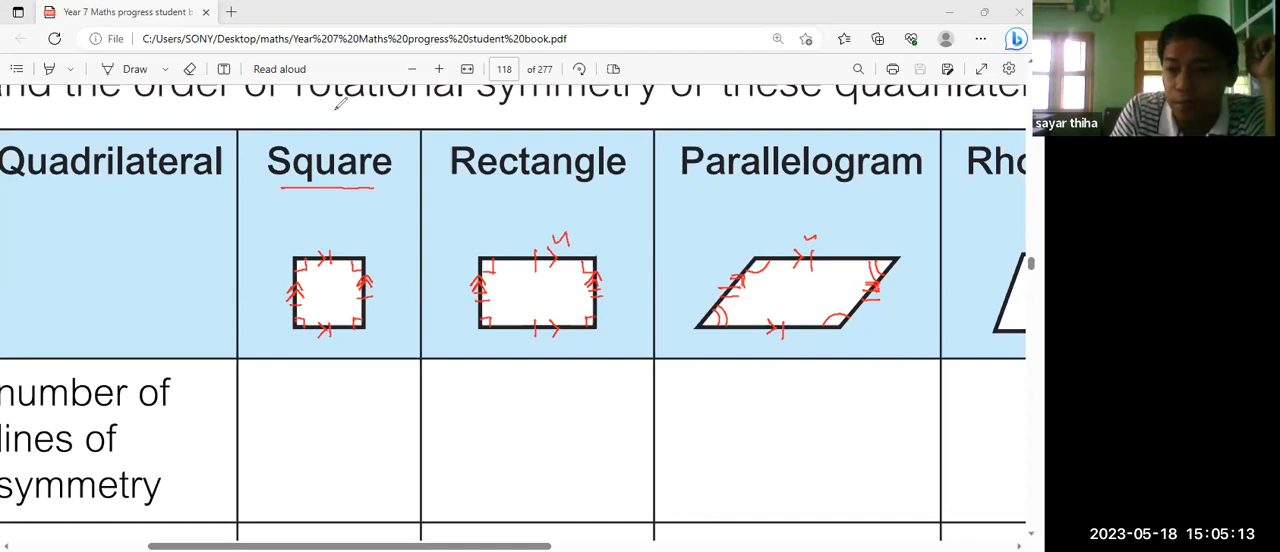 Year 7 Maths progress student b
File
C:/Users/SONY/Desktop/maths/Year%207%20Maths%20progress%20student%20book.pdf
Draw
Read aloud
118 of 277
and the order of rotational symmetry of these quadrilater
Quadrilateral Square Rectangle Parallelogram Rho
number of
lines of
symmetry
sayar thiha
2023-05-18 15:05:13